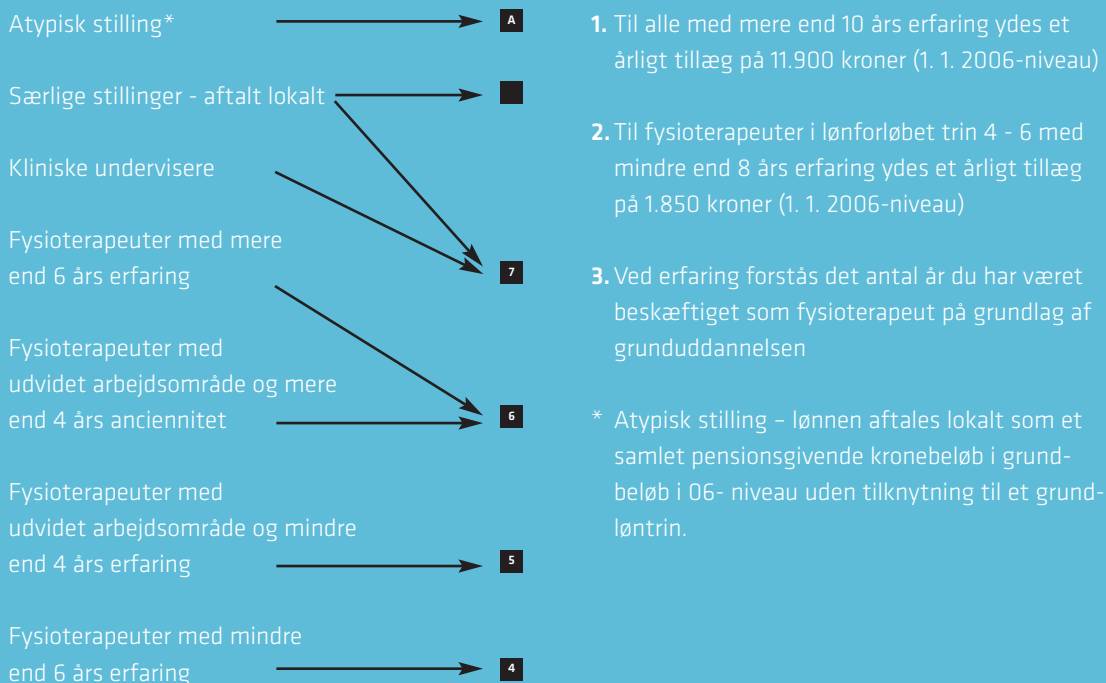 Atypisk stilling* A
Særlige stillinger - aftalt lokalt
Kliniske undervisere
Fysioterapeuter med mere
end 6 års erfaring
7
Fysioterapeuter med
udvidet arbejdsområde og mere
end 4 års anciennitet 6
Fysioterapeuter med
udvidet arbejdsområde og mindre
end 4 års erfaring 5
Fysioterapeuter med mindre
end 6 års erfaring 4
1. Til alle med mere end 10 års erfaring ydes et
årligt tillæg på 11.900 kroner (1. 1. 2006-niveau)
2. Til fysioterapeuter i lønforløbet trin 4 - 6 med
mindre end 8 års erfaring ydes et årligt tillæg
på 1.850 kroner (1. 1. 2006-niveau)
3. Ved erfaring forstås det antal år du har været
beskæftiget som fysioterapeut på grundlag af
grunduddannelsen
* Atypisk stilling – lønnen aftales lokalt som et
samlet pensionsgivende kronebeløb i grund-
beløb i 06- niveau uden tilknytning til et grund-
løntrin.